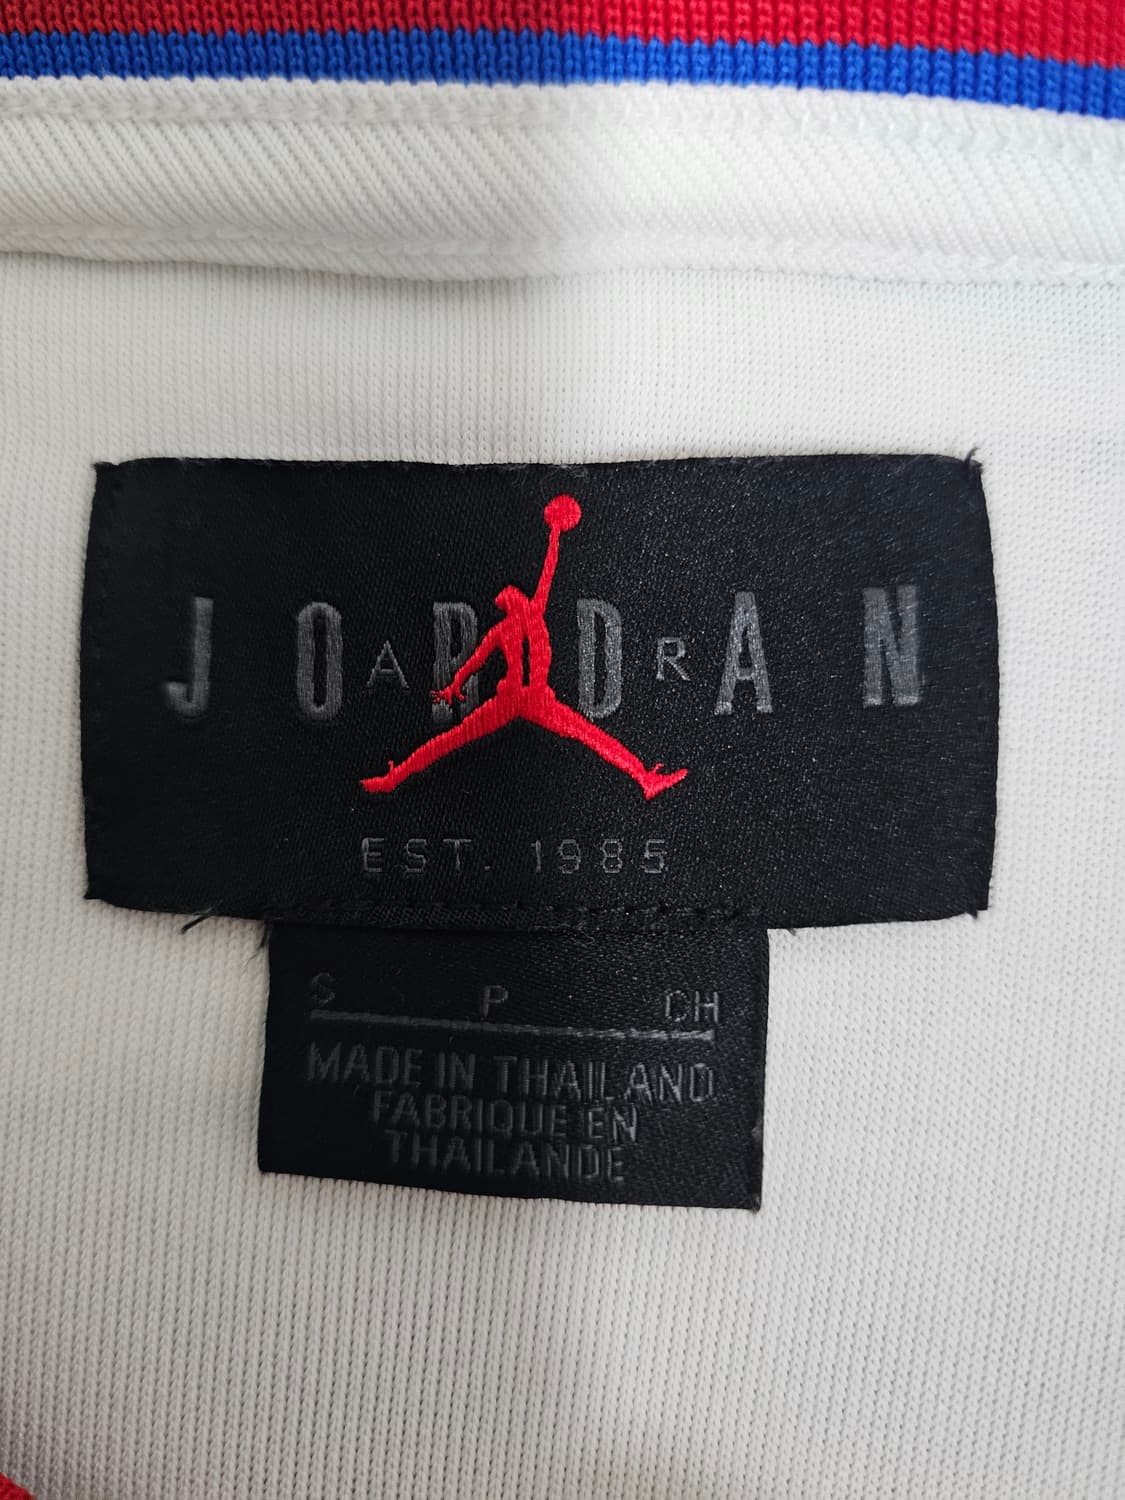 JORDAN
AIR
EST. 1985
S P CH
MADE IN THAILAND
FABRIQUE EN
THAILANDE